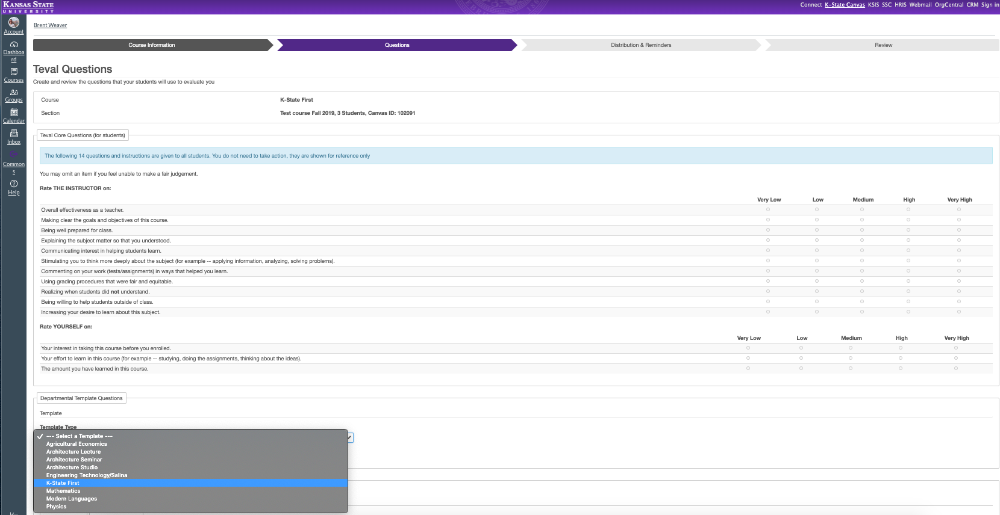 KANSAS STATE
UNIVERSITY
Connect K-State Canvas KSIS SSC HRIS Webmail OrgCentral CRM Sign in
Account
Dashboa
rd
Courses
Groups
Calendar
Inbox
Common
s
Help
Brent Weaver
Course Information
Questions
Distribution & Reminders
Review
Teval Questions
Create and review the questions that your students will use to evaluate you
Course K-State First
Section Test course Fall 2019, 3 Students, Canvas ID: 102091
Teval Core Questions (for students)
The following 14 questions and instructions are given to all students. You do not need to take action, they are shown for reference only
You may omit an item if you feel unable to make a fair judgement.
Rate THE INSTRUCTOR on:
Very Low Low Medium High Very High
Overall effectiveness as a teacher.
Making clear the goals and objectives of this course.
Being well prepared for class.
Explaining the subject matter so that you understood.
Communicating interest in helping students learn.
Stimulating you to think more deeply about the subject (for example -- applying information, analyzing, solving problems).
Commenting on your work (tests/assignments) in ways that helped you learn.
Using grading procedures that were fair and equitable.
Realizing when students did not understand.
Being willing to help students outside of class.
Increasing your desire to learn about this subject.
Rate YOURSELF on:
Very Low Low Medium High Very High
Your interest in taking this course before you enrolled.
Your effort to learn in this course (for example -- studying, doing the assignments, thinking about the ideas).
The amount you have learned in this course.
Departmental Template Questions
Template
Template Type
--- Select a Template ---
Agricultural Economics
Architecture Lecture
Architecture Seminar
Architecture Studio
Engineering Technology/Salina
K-State First
Mathematics
Modern Languages
Physics